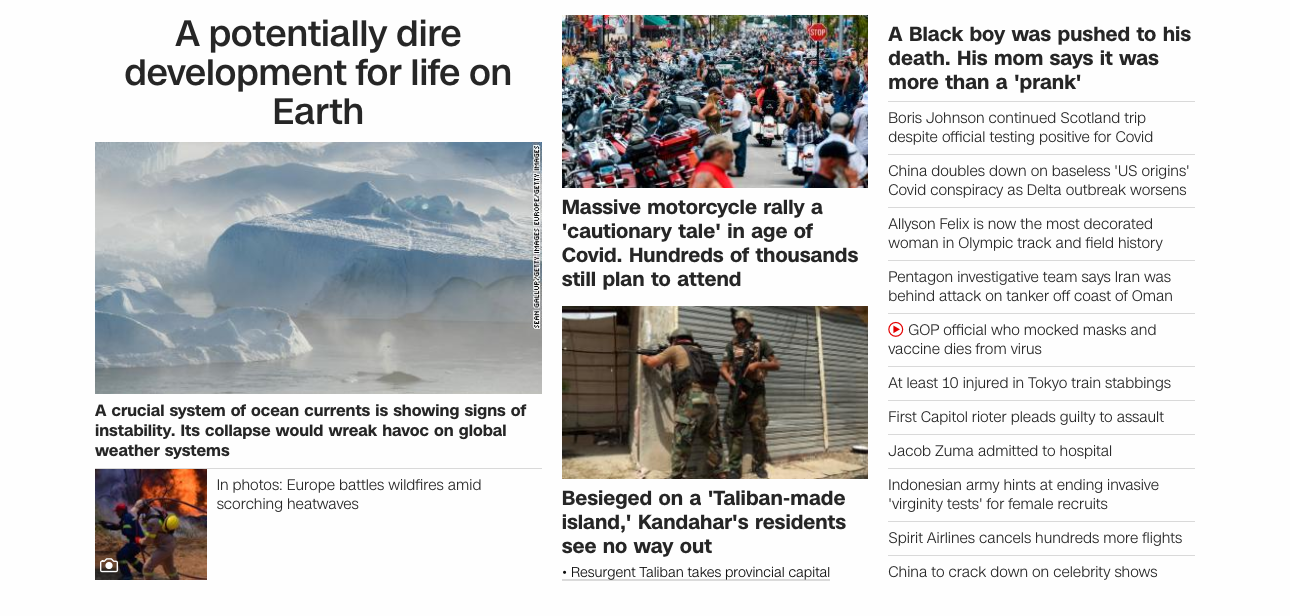 A potentially dire
development for life on
Earth
SEAN GALLUP/GETTY IMAGES EUROPE/GETTY IMAGES
A crucial system of ocean currents is showing signs of
instability. Its collapse would wreak havoc on global
weather systems
In photos: Europe battles wildfires amid
scorching heatwaves
STOP
Massive motorcycle rally a
'cautionary tale' in age of
Covid. Hundreds of thousands
still plan to attend
Besieged on a 'Taliban-made
island,' Kandahar's residents
see no way out
• Resurgent Taliban takes provincial capital
A Black boy was pushed to his
death. His mom says it was
more than a 'prank'
Boris Johnson continued Scotland trip
despite official testing positive for Covid
China doubles down on baseless 'US origins'
Covid conspiracy as Delta outbreak worsens
Allyson Felix is now the most decorated
woman in Olympic track and field history
Pentagon investigative team says Iran was
behind attack on tanker off coast of Oman
GOP official who mocked masks and
vaccine dies from virus
At least 10 injured in Tokyo train stabbings
First Capitol rioter pleads guilty to assault
Jacob Zuma admitted to hospital
Indonesian army hints at ending invasive
'virginity tests' for female recruits
Spirit Airlines cancels hundreds more flights
China to crack down on celebrity shows